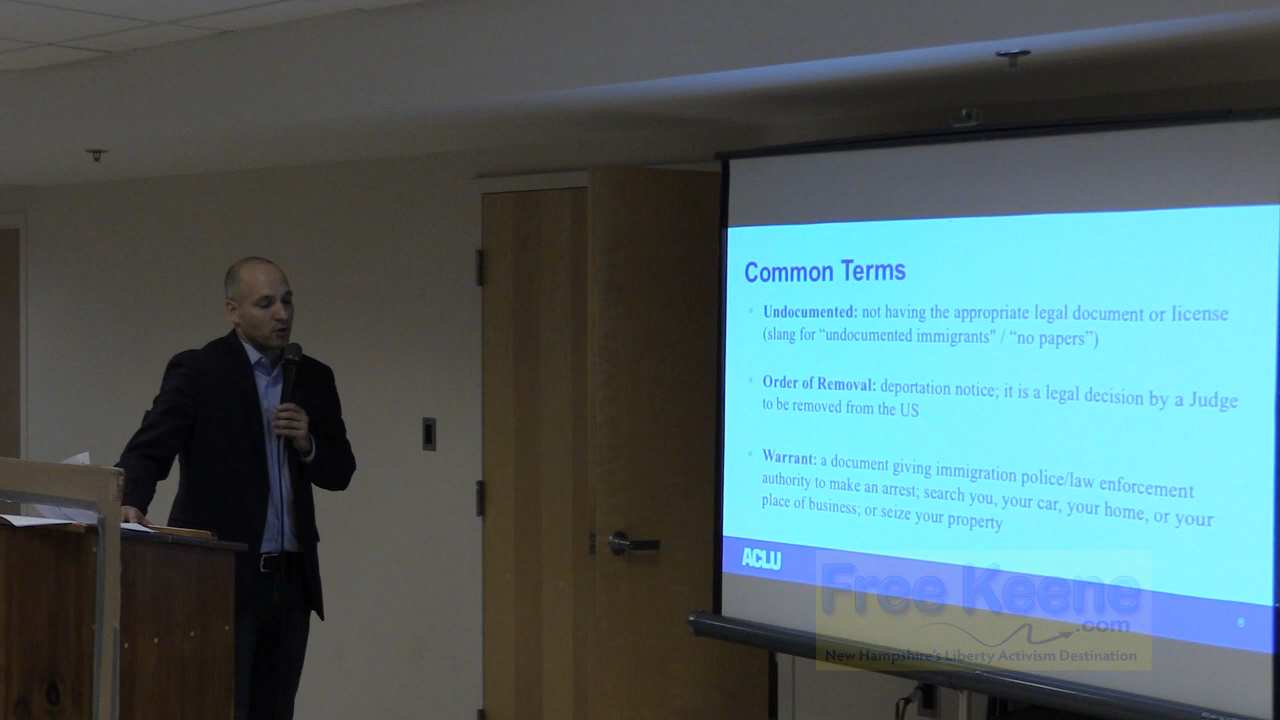 Common Terms
Undocumented: not having the appropriate legal document or license
(slang for “undocumented immigrants" / “no papers”)
Order of Removal: deportation notice; it is a legal decision by a Judge
to be removed from the US
Warrant: a document giving immigration police/law enforcement
authority to make an arrest; search you, your car, your home, or your
place of business; or seize your property
ACLU
Free Keene
.com
New Hampshire's Liberty Activism Destination